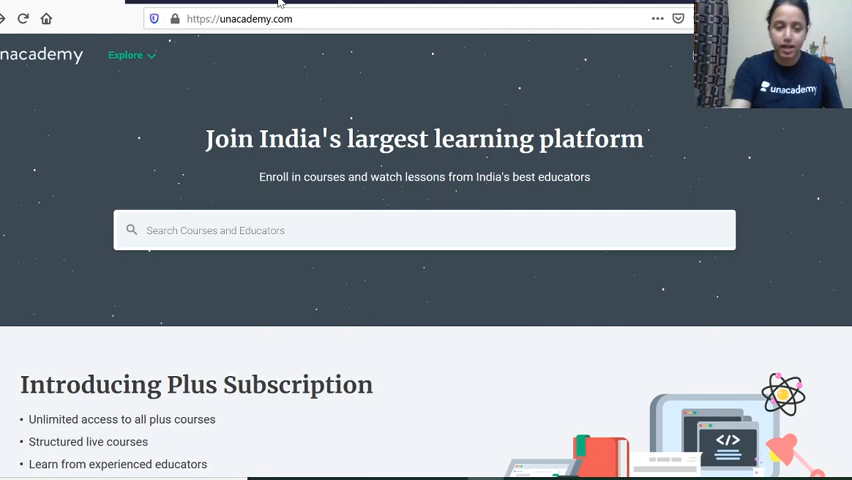 https://unacademy.com
nacademy
Explore
unacademy
Join India's largest learning platform
Enroll in courses and watch lessons from India's best educators
Search Courses and Educators
Introducing Plus Subscription
• Unlimited access to all plus courses
• Structured live courses
• Learn from experienced educators